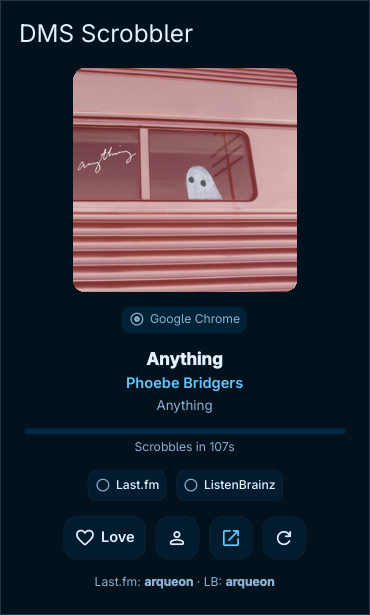 DMS Scrobbler
anything
Google Chrome
Anything
Phoebe Bridgers
Anything
Scrobbles in 107s
Last.fm ListenBrainz
Love
Last.fm: arqueon · LB: arqueon